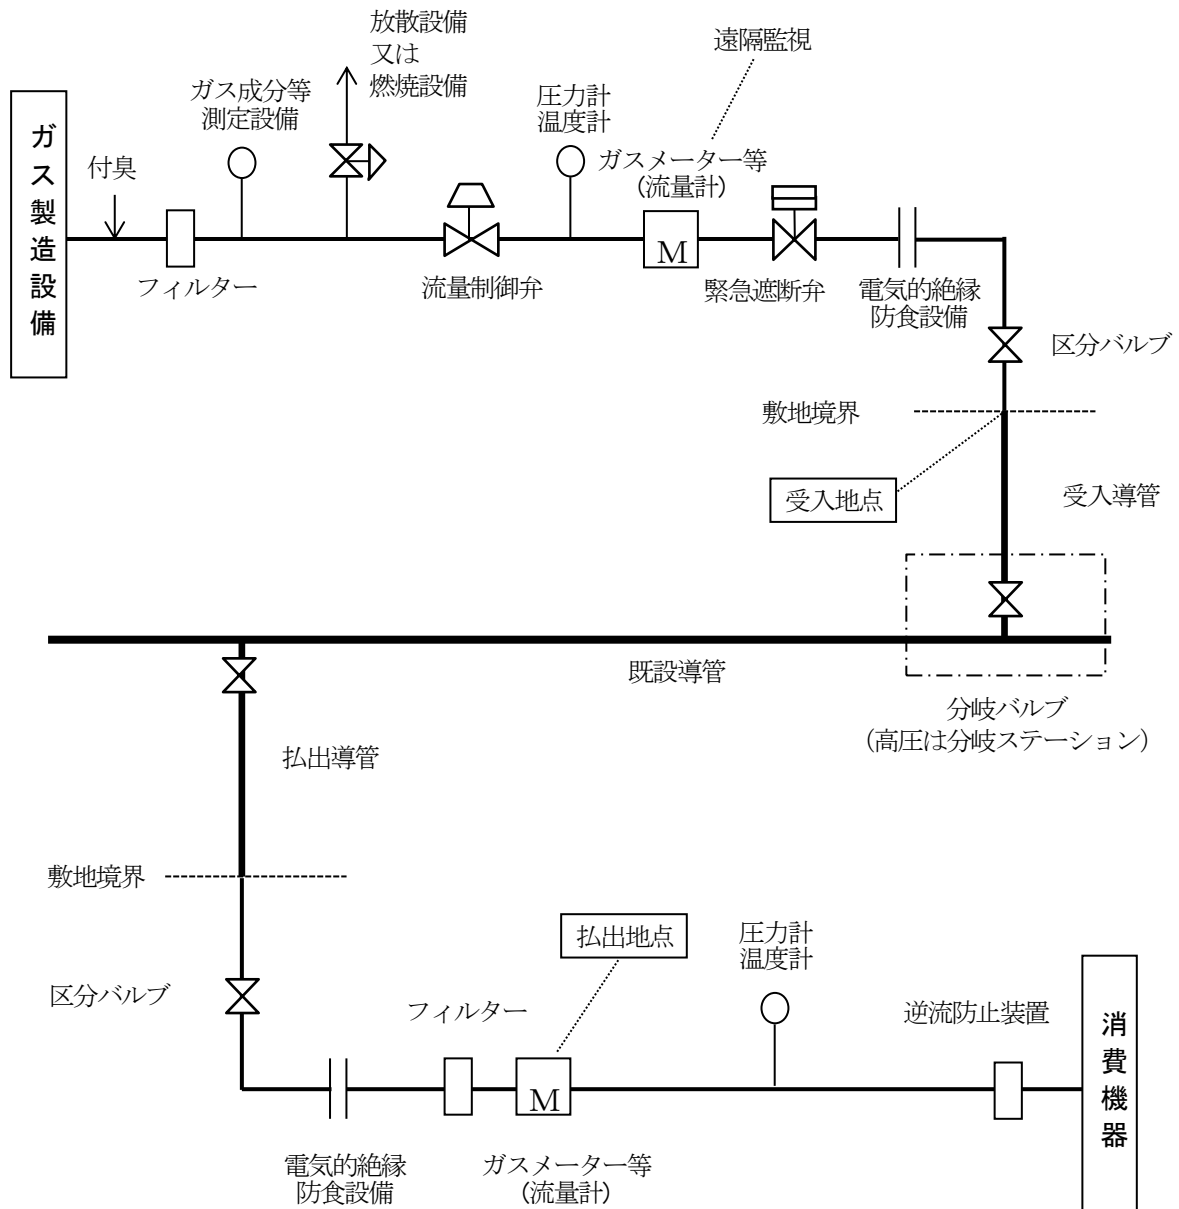 放散設備
又は
燃焼設備
遠隔監視
ガス成分等
測定設備
圧力計
温度計
ガス製造設備
付臭
ガスメーター等
(流量計)
M
フィルター
流量制御弁
緊急遮断弁
電気的絶縁
防食設備
区分バルブ
敷地境界
受入地点
受入導管
既設導管
分岐バルブ
(高圧は分岐ステーション)
払出導管
敷地境界
払出地点
圧力計
温度計
区分バルブ
フィルター
逆流防止装置
消費機器
M
電気的絶縁
防食設備
ガスメーター等
(流量計)